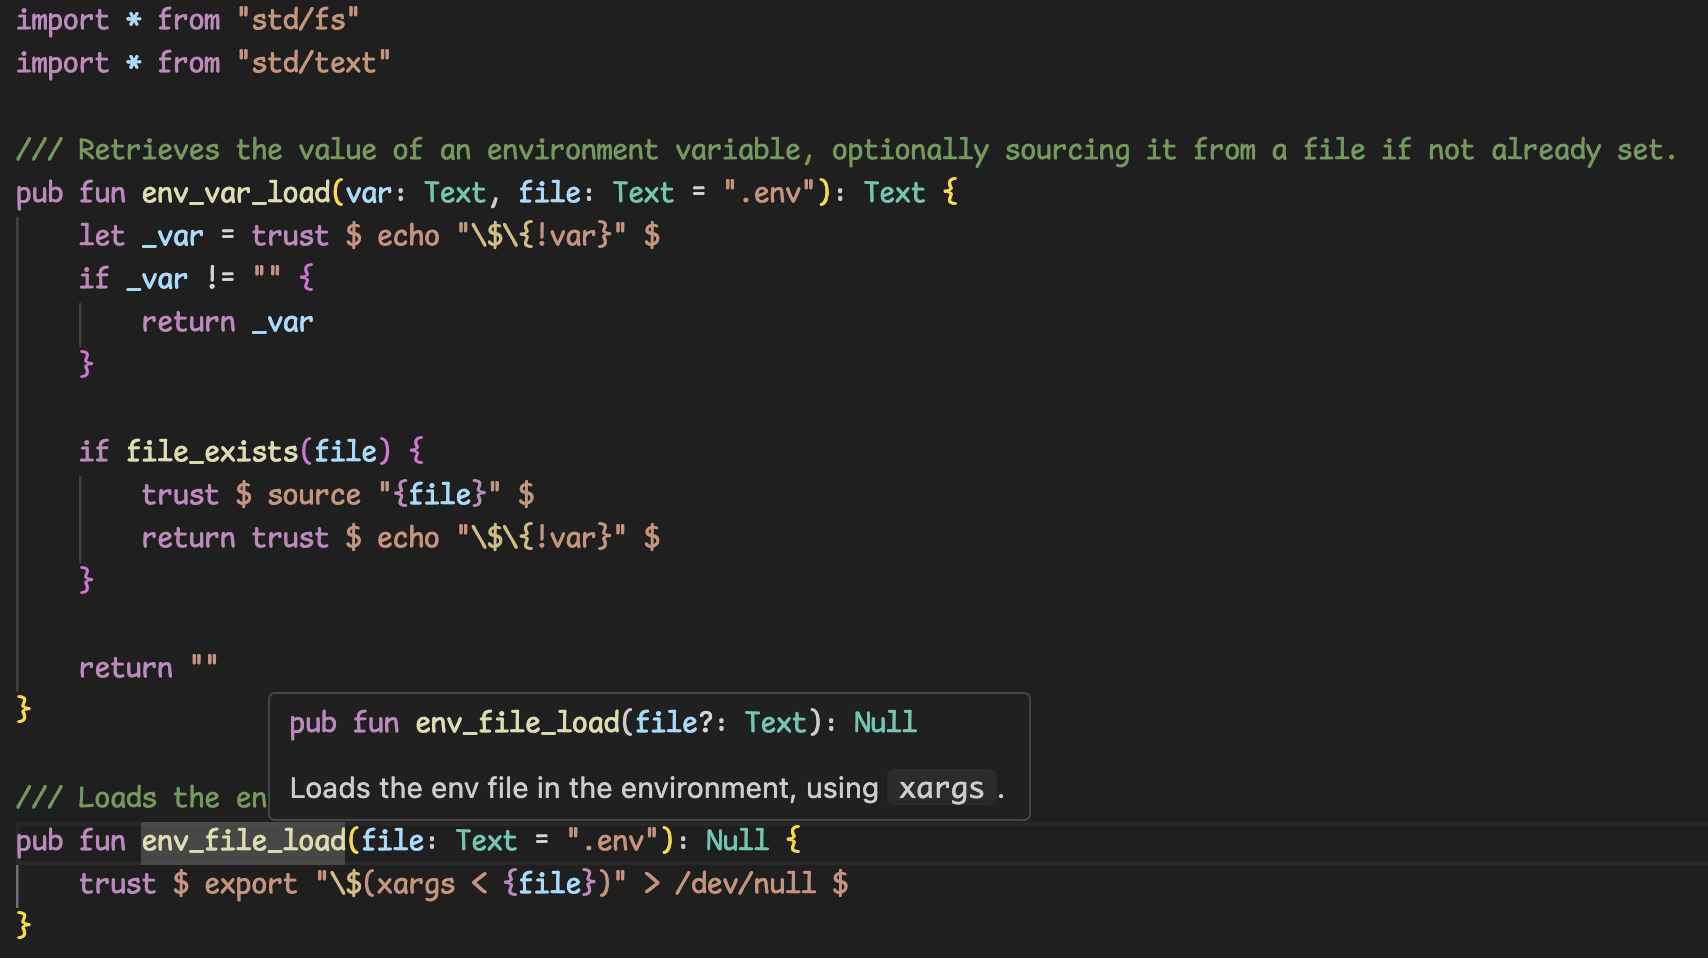 import * from "std/fs"
import * from "std/text"
/// Retrieves the value of an environment variable, optionally sourcing it from a file if not already set.
pub fun env_var_load(var: Text, file: Text = ".env"): Text {
let _var = trust $ echo "\$\{!var}" $
if _var != "" {
return _var
}
if file_exists(file) {
trust $ source "{file}" $
return trust $ echo "\$\{!var}" $
}
return ""
}
pub fun env_file_load(file?: Text): Null
Loads the env file in the environment, using xargs.
/// Loads the en
pub fun env_file_load(file: Text = ".env"): Null {
trust $ export "\$(xargs < {file})" > /dev/null $
}